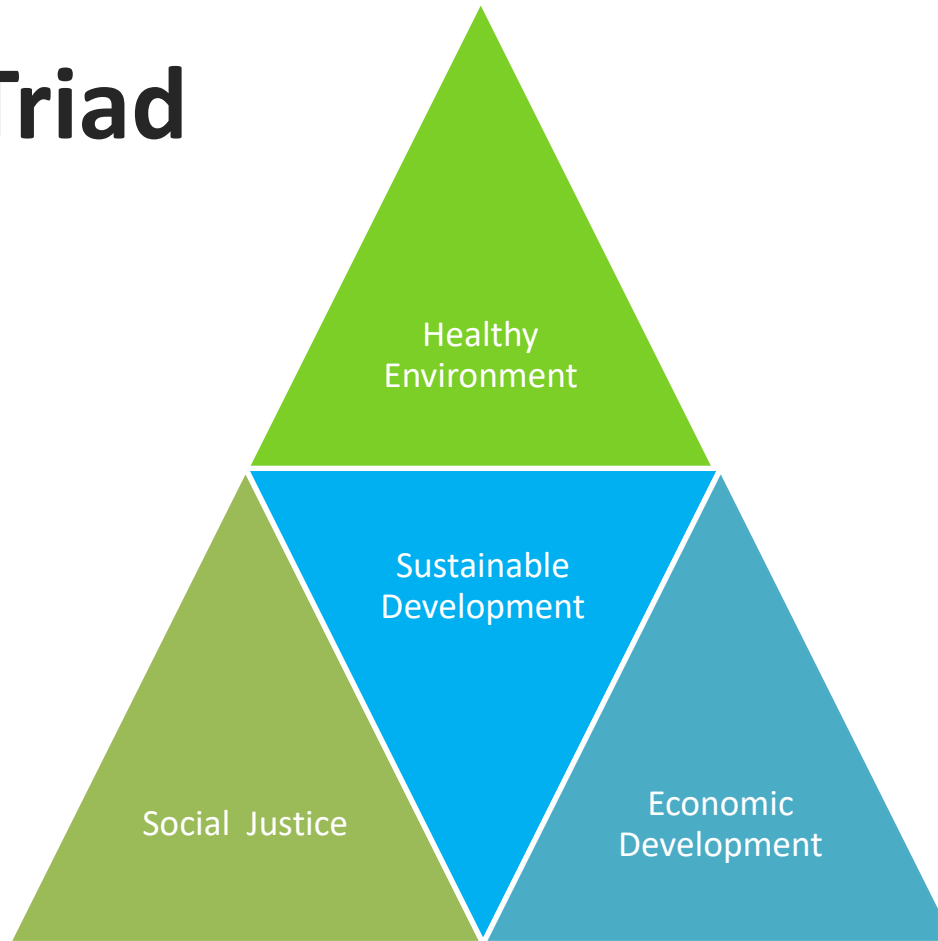 Triad
Healthy
Environment
Sustainable
Development
Social  Justice
Economic
Development